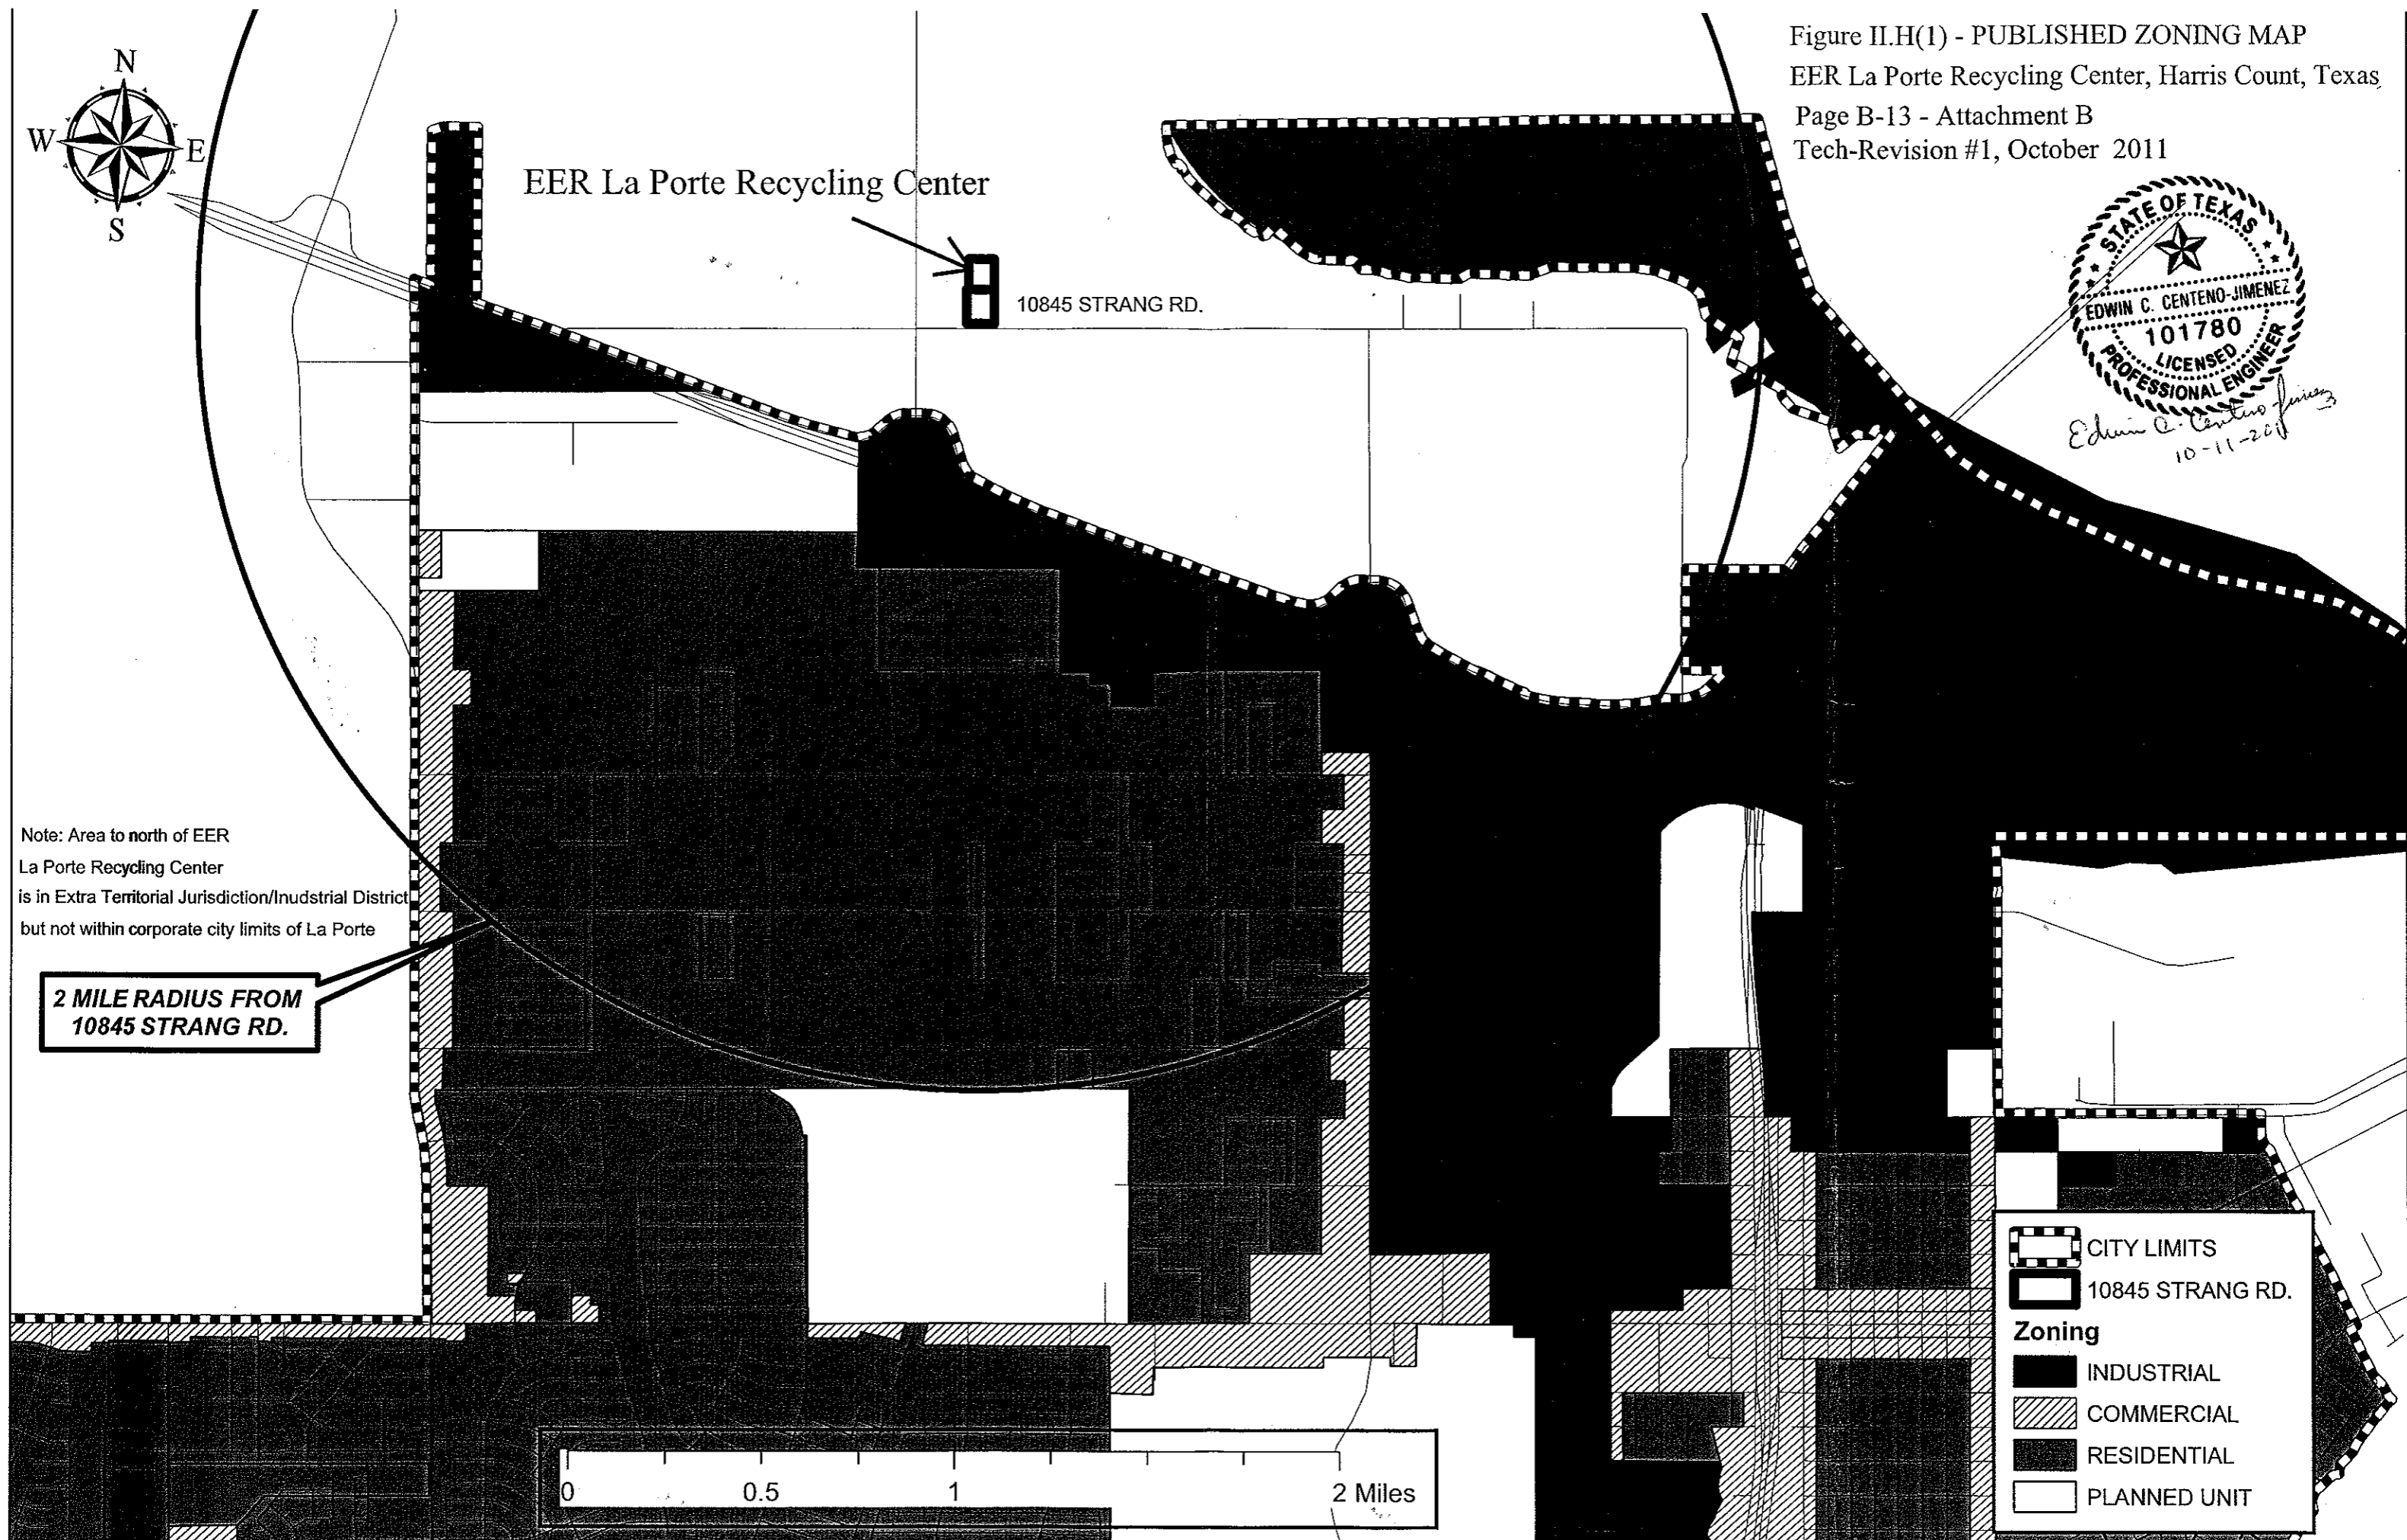 Figure II.H(1) - PUBLISHED ZONING MAP
EER La Porte Recycling Center, Harris Count, Texas
Page B-13 - Attachment B
Tech-Revision #1, October 2011
N
W
E
S
EER La Porte Recycling Center
10845 STRANG RD.
STATE OF TEXAS
EDWIN C. CENTENO-JIMENEZ
101780
LICENSED
PROFESSIONAL ENGINEER
Edwin C. Centeno-Jimenez
10-11-2011
Note: Area to north of EER
La Porte Recycling Center
is in Extra Territorial Jurisdiction/Inudstrial District
but not within corporate city limits of La Porte
2 MILE RADIUS FROM
10845 STRANG RD.
CITY LIMITS
10845 STRANG RD.
Zoning
INDUSTRIAL
COMMERCIAL
RESIDENTIAL
PLANNED UNIT
0 0.5 1 2 Miles